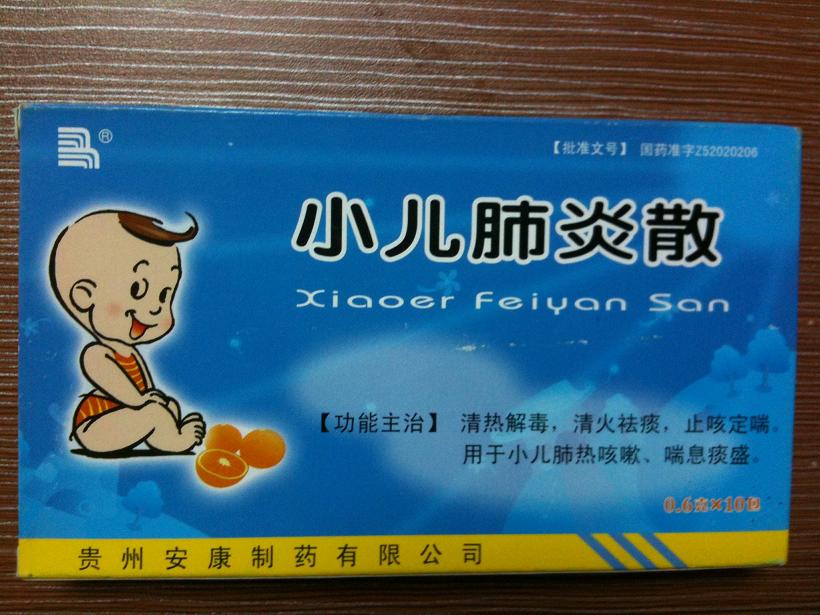 ®
【批准文号】 国药准字Z52020206
小儿肺炎散
Xiaoer Feiyan San
【功能主治】 清热解毒，清火祛痰，止咳定喘。
用于小儿肺热咳嗽、喘息痰盛。
0.6克×10包
贵州安康制药有限公司